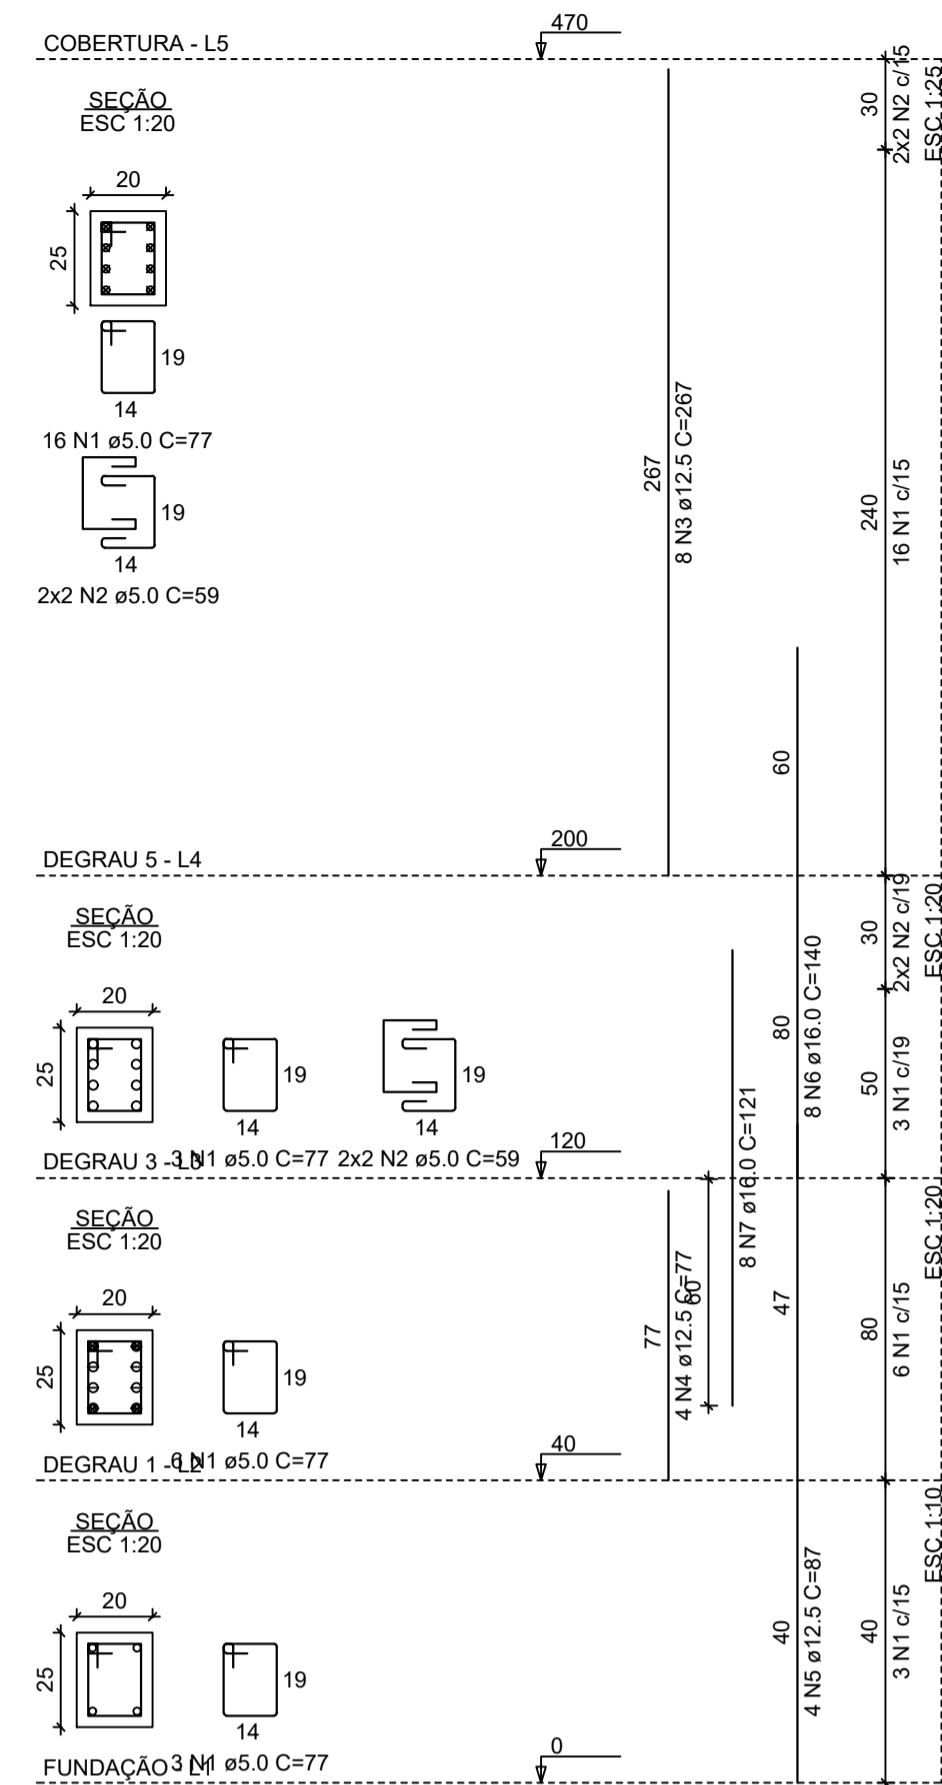 COBERTURA - L5
470
SEÇÃO
ESC 1:20
20
25
19
14
16 N1 ø5.0 C=77
19
14
2x2 N2 ø5.0 C=59
267
8 N3 ø12.5 C=267
30
2x2 N2 c/15
ESC 1:25
240
16 N1 c/15
60
DEGRAU 5 - L4
200
SEÇÃO
ESC 1:20
20
25
19
14
19
14
3 N1 ø5.0 C=77
2x2 N2 ø5.0 C=59
80
8 N6 ø16.0 C=140
30
2x2 N2 c/19
ESC 1:20
50
3 N1 c/19
DEGRAU 3 - L3
120
SEÇÃO
ESC 1:20
20
25
19
14
6 N1 ø5.0 C=77
77
4 N4 ø12.5 C=77
60
8 N7 ø16.0 C=121
47
80
6 N1 c/15
ESC 1:20
DEGRAU 1 - L2
40
SEÇÃO
ESC 1:20
20
25
19
14
3 N1 ø5.0 C=77
40
4 N5 ø12.5 C=87
40
3 N1 c/15
ESC 1:10
FUNDAÇÃO - L1
0